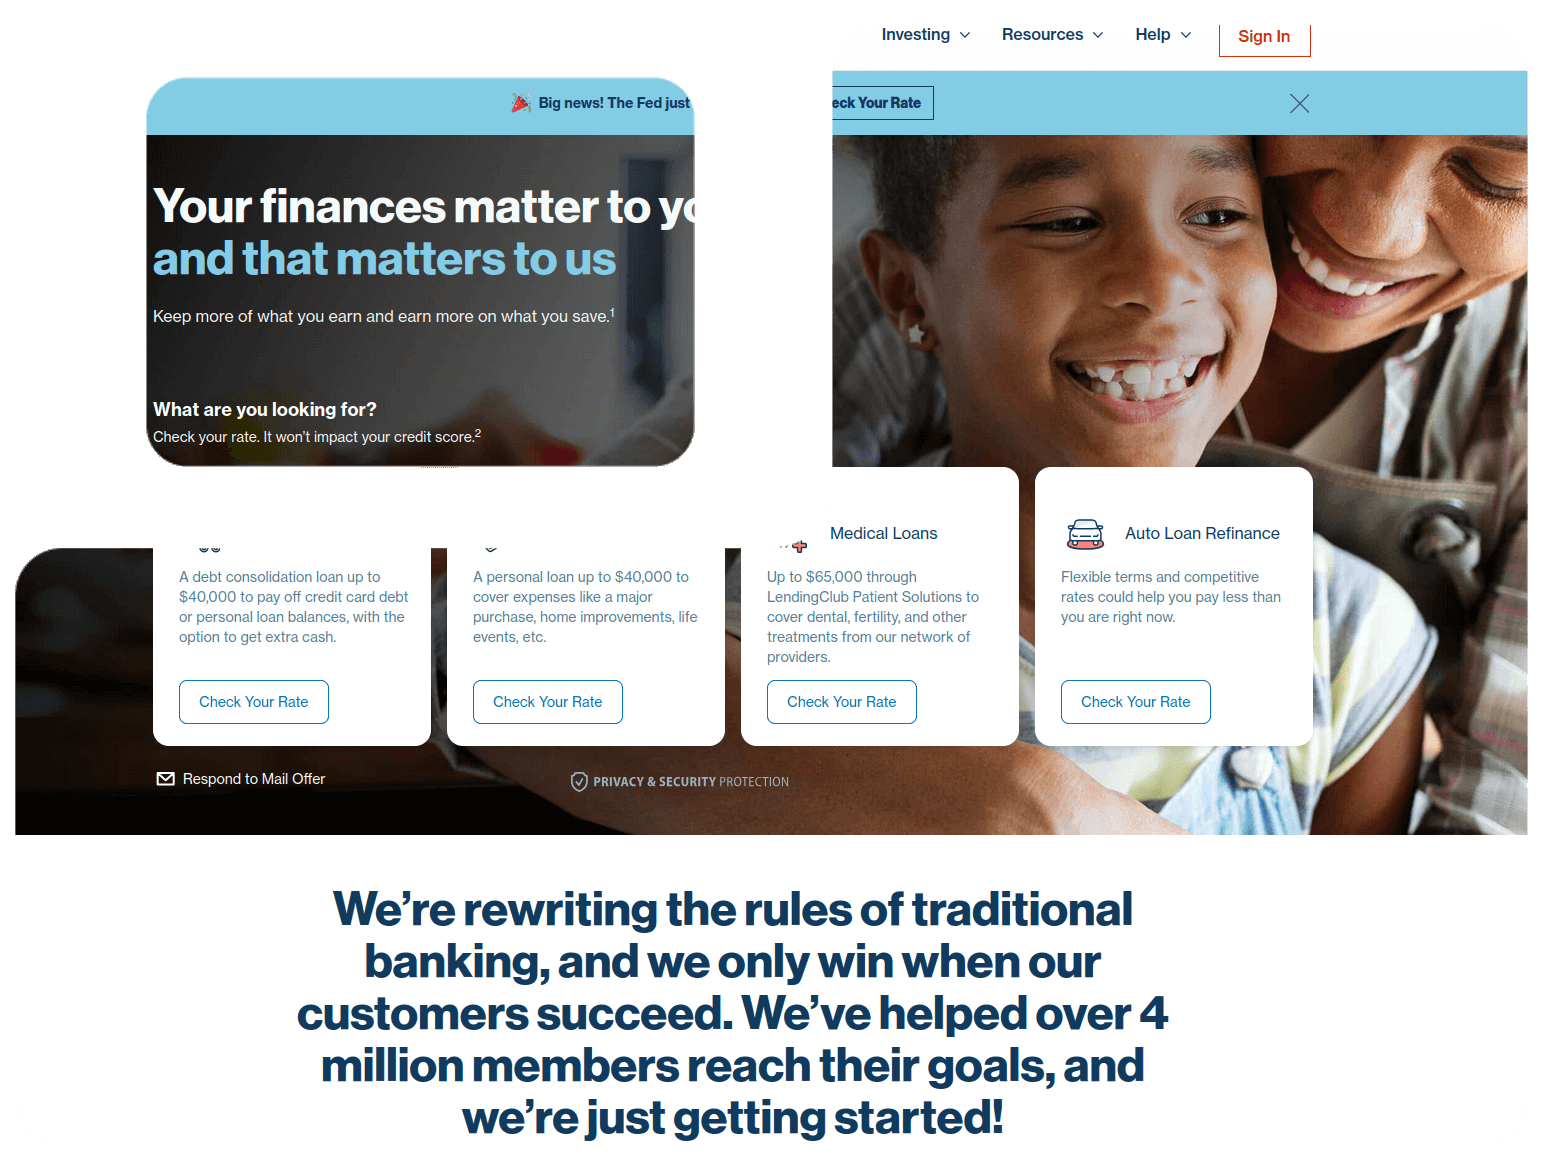 Investing
Resources
Help
Sign In
Big news! The Fed just
Your Rate
Your finances matter to
and that matters to us
Keep more of what you earn and earn more on what you save.1
What are you looking for?
Check your rate. It won't impact your credit score.2
Medical Loans
Auto Loan Refinance
A debt consolidation loan up to
$40,000 to pay off credit card debt
or personal loan balances, with the
option to get extra cash.
Check Your Rate
A personal loan up to $40,000 to
cover expenses like a major
purchase, home improvements, life
events, etc.
Check Your Rate
Up to $65,000 through
LendingClub Patient Solutions to
cover dental, fertility, and other
treatments from our network of
providers.
Check Your Rate
Flexible terms and competitive
rates could help you pay less than
you are right now.
Check Your Rate
Respond to Mail Offer
PRIVACY & SECURITY PROTECTION
We're rewriting the rules of traditional
banking, and we only win when our
customers succeed. We've helped over 4
million members reach their goals, and
we're just getting started!